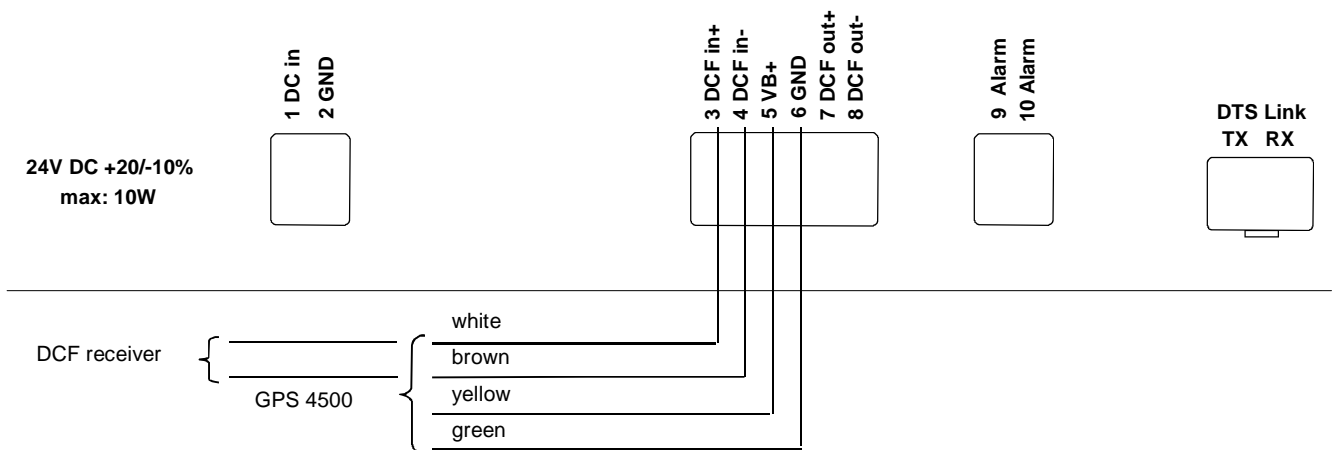 1 DC in
2 GND
3 DCF in+
4 DCF in-
5 VB+
6 GND
7 DCF out+
8 DCF out-
9 Alarm
10 Alarm
DTS Link
TX RX
24V DC +20/-10%
max: 10W
white
DCF receiver
brown
GPS 4500
yellow
green